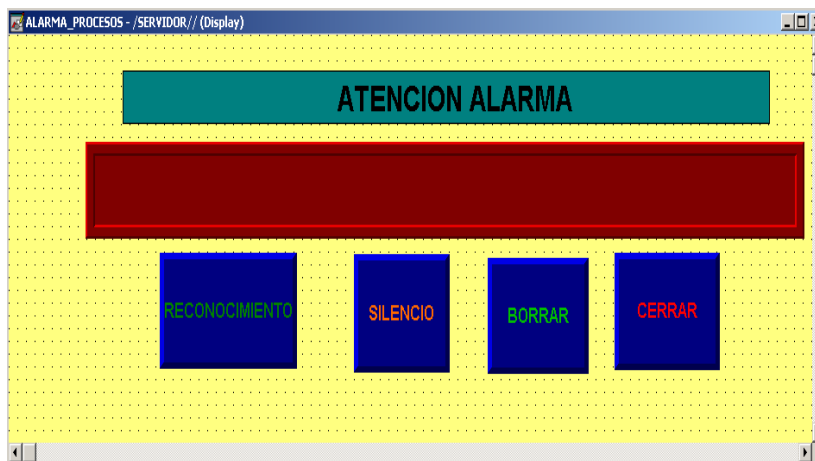 ALARMA_PROCESOS - /SERVIDOR// (Display)
ATENCION ALARMA
RECONOCIMIENTO
SILENCIO
BORRAR
CERRAR